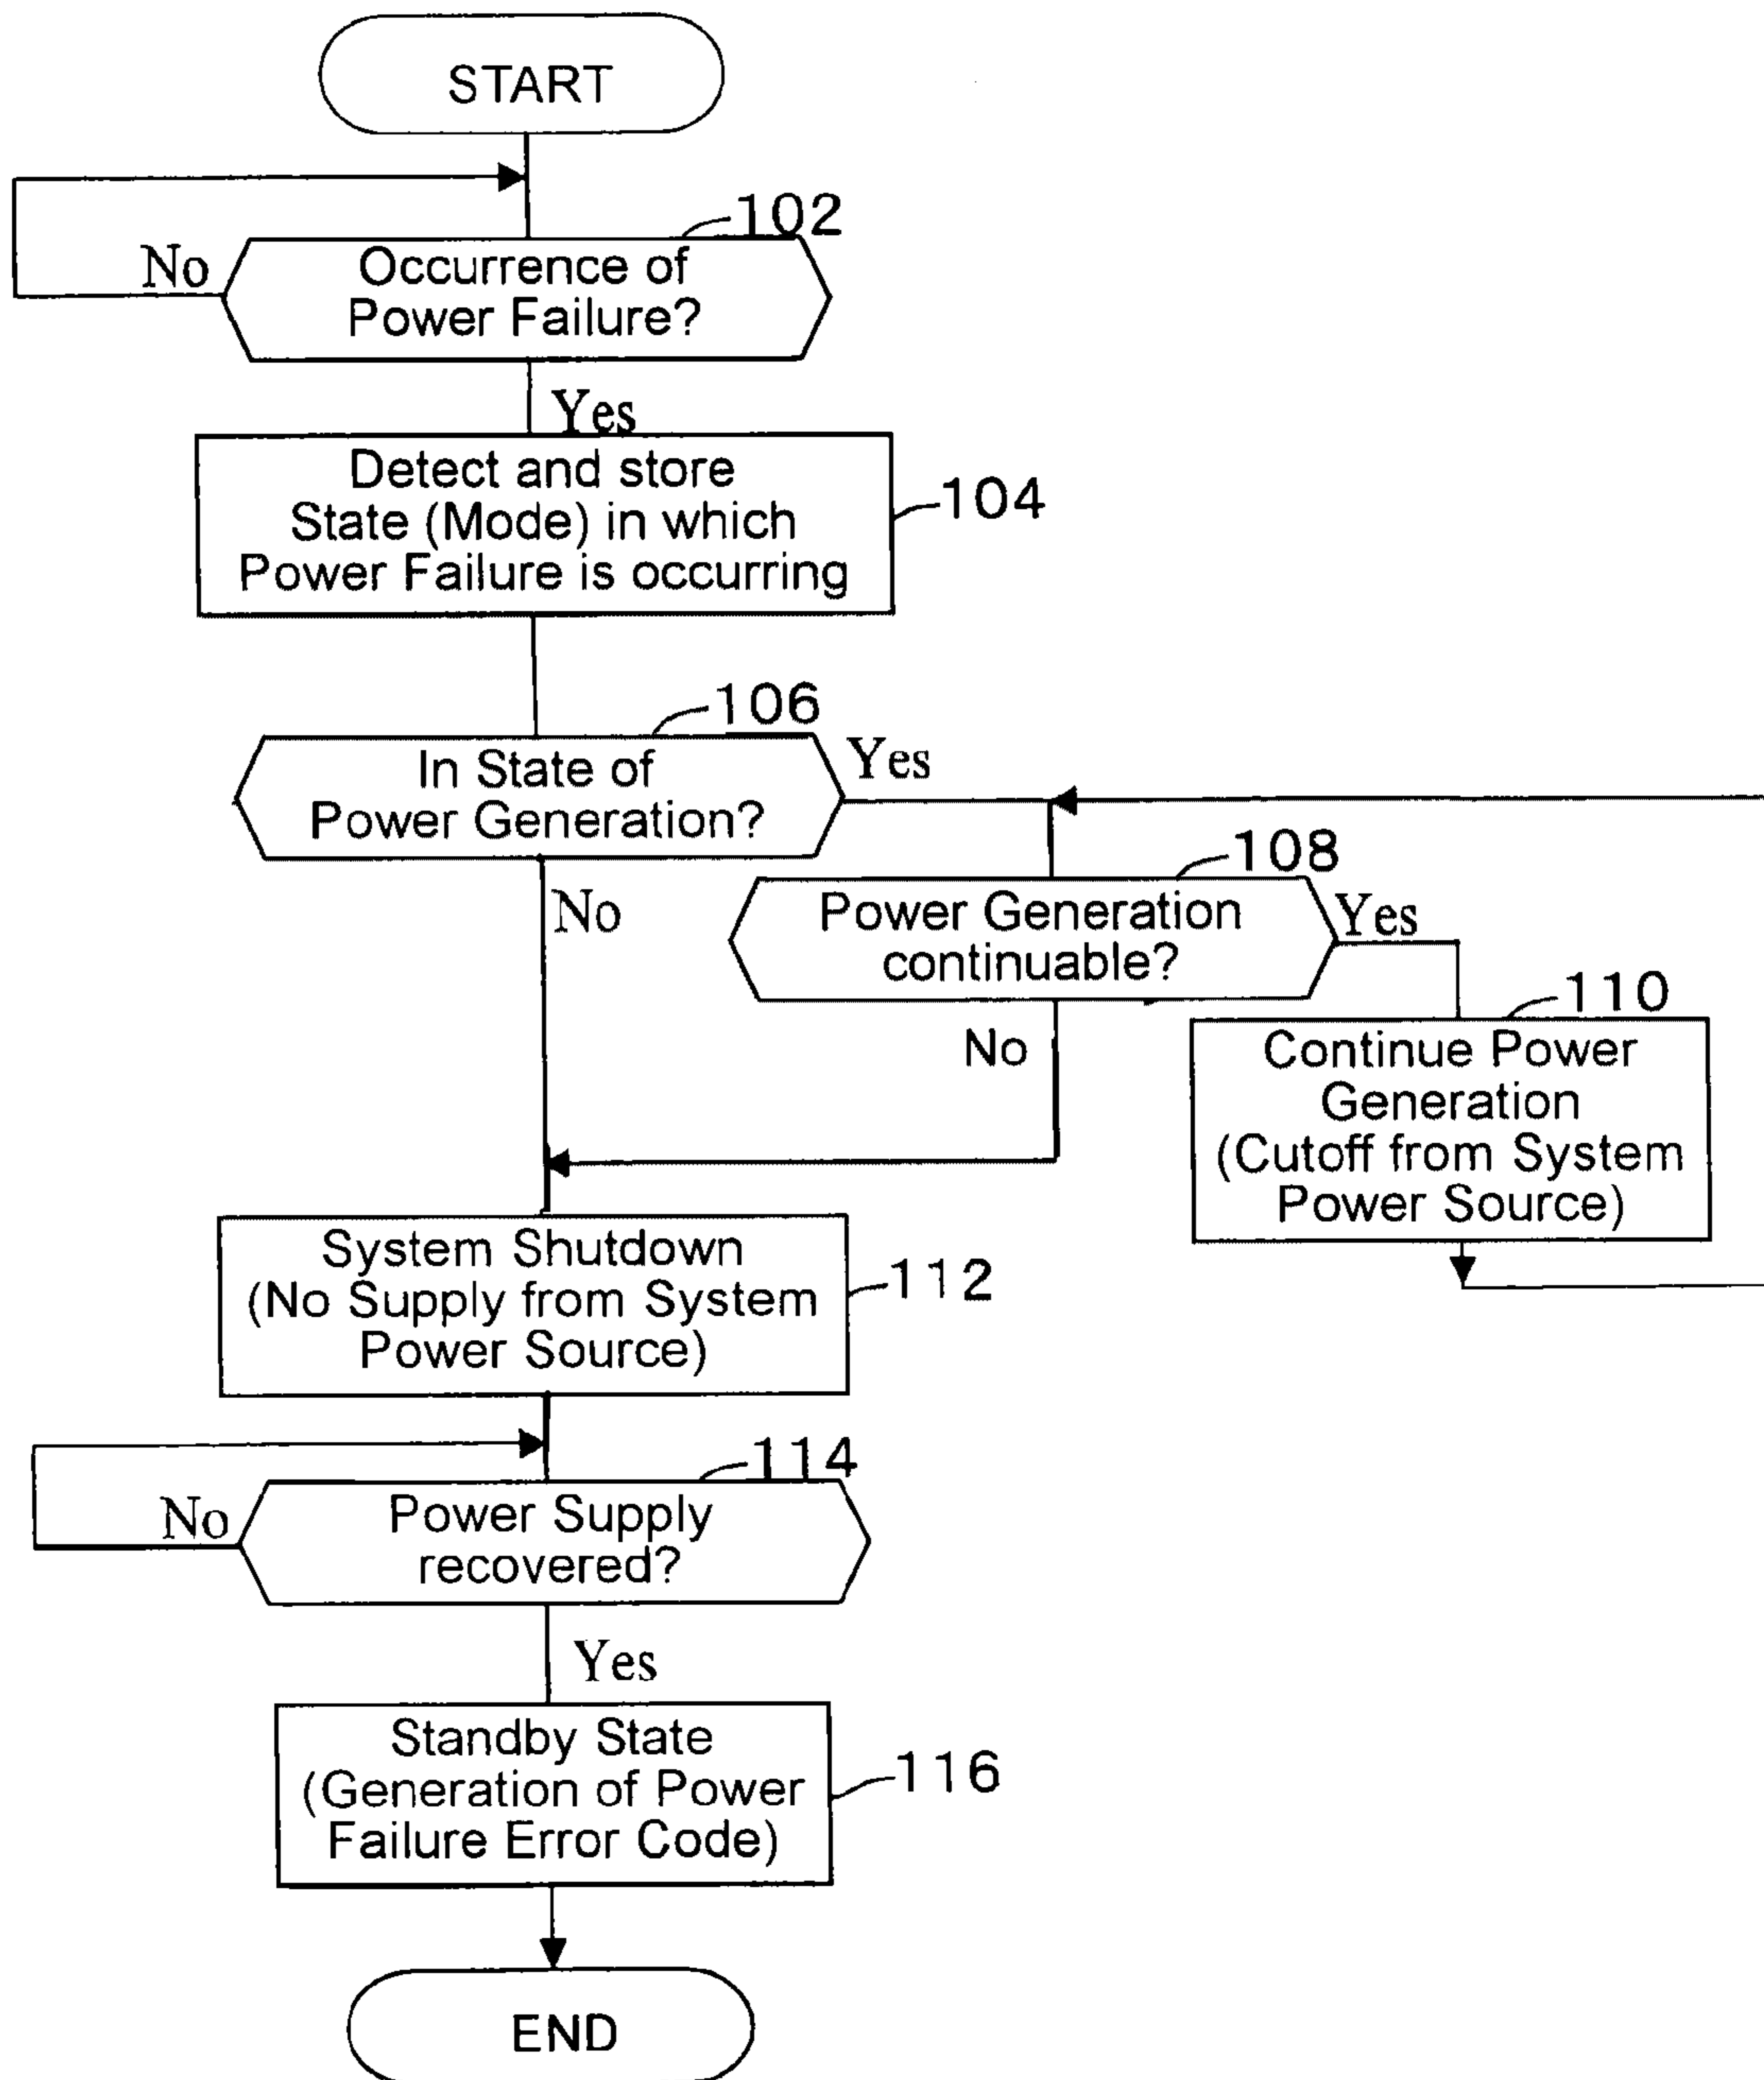 START
102
No
Occurrence of
Power Failure?
Yes
Detect and store
State (Mode) in which
Power Failure is occurring
104
106
In State of
Power Generation?
Yes
No
108
Power Generation
continuable?
Yes
No
110
Continue Power
Generation
(Cutoff from System
Power Source)
System Shutdown
(No Supply from System
Power Source)
112
114
No
Power Supply
recovered?
Yes
Standby State
(Generation of Power
Failure Error Code)
116
END